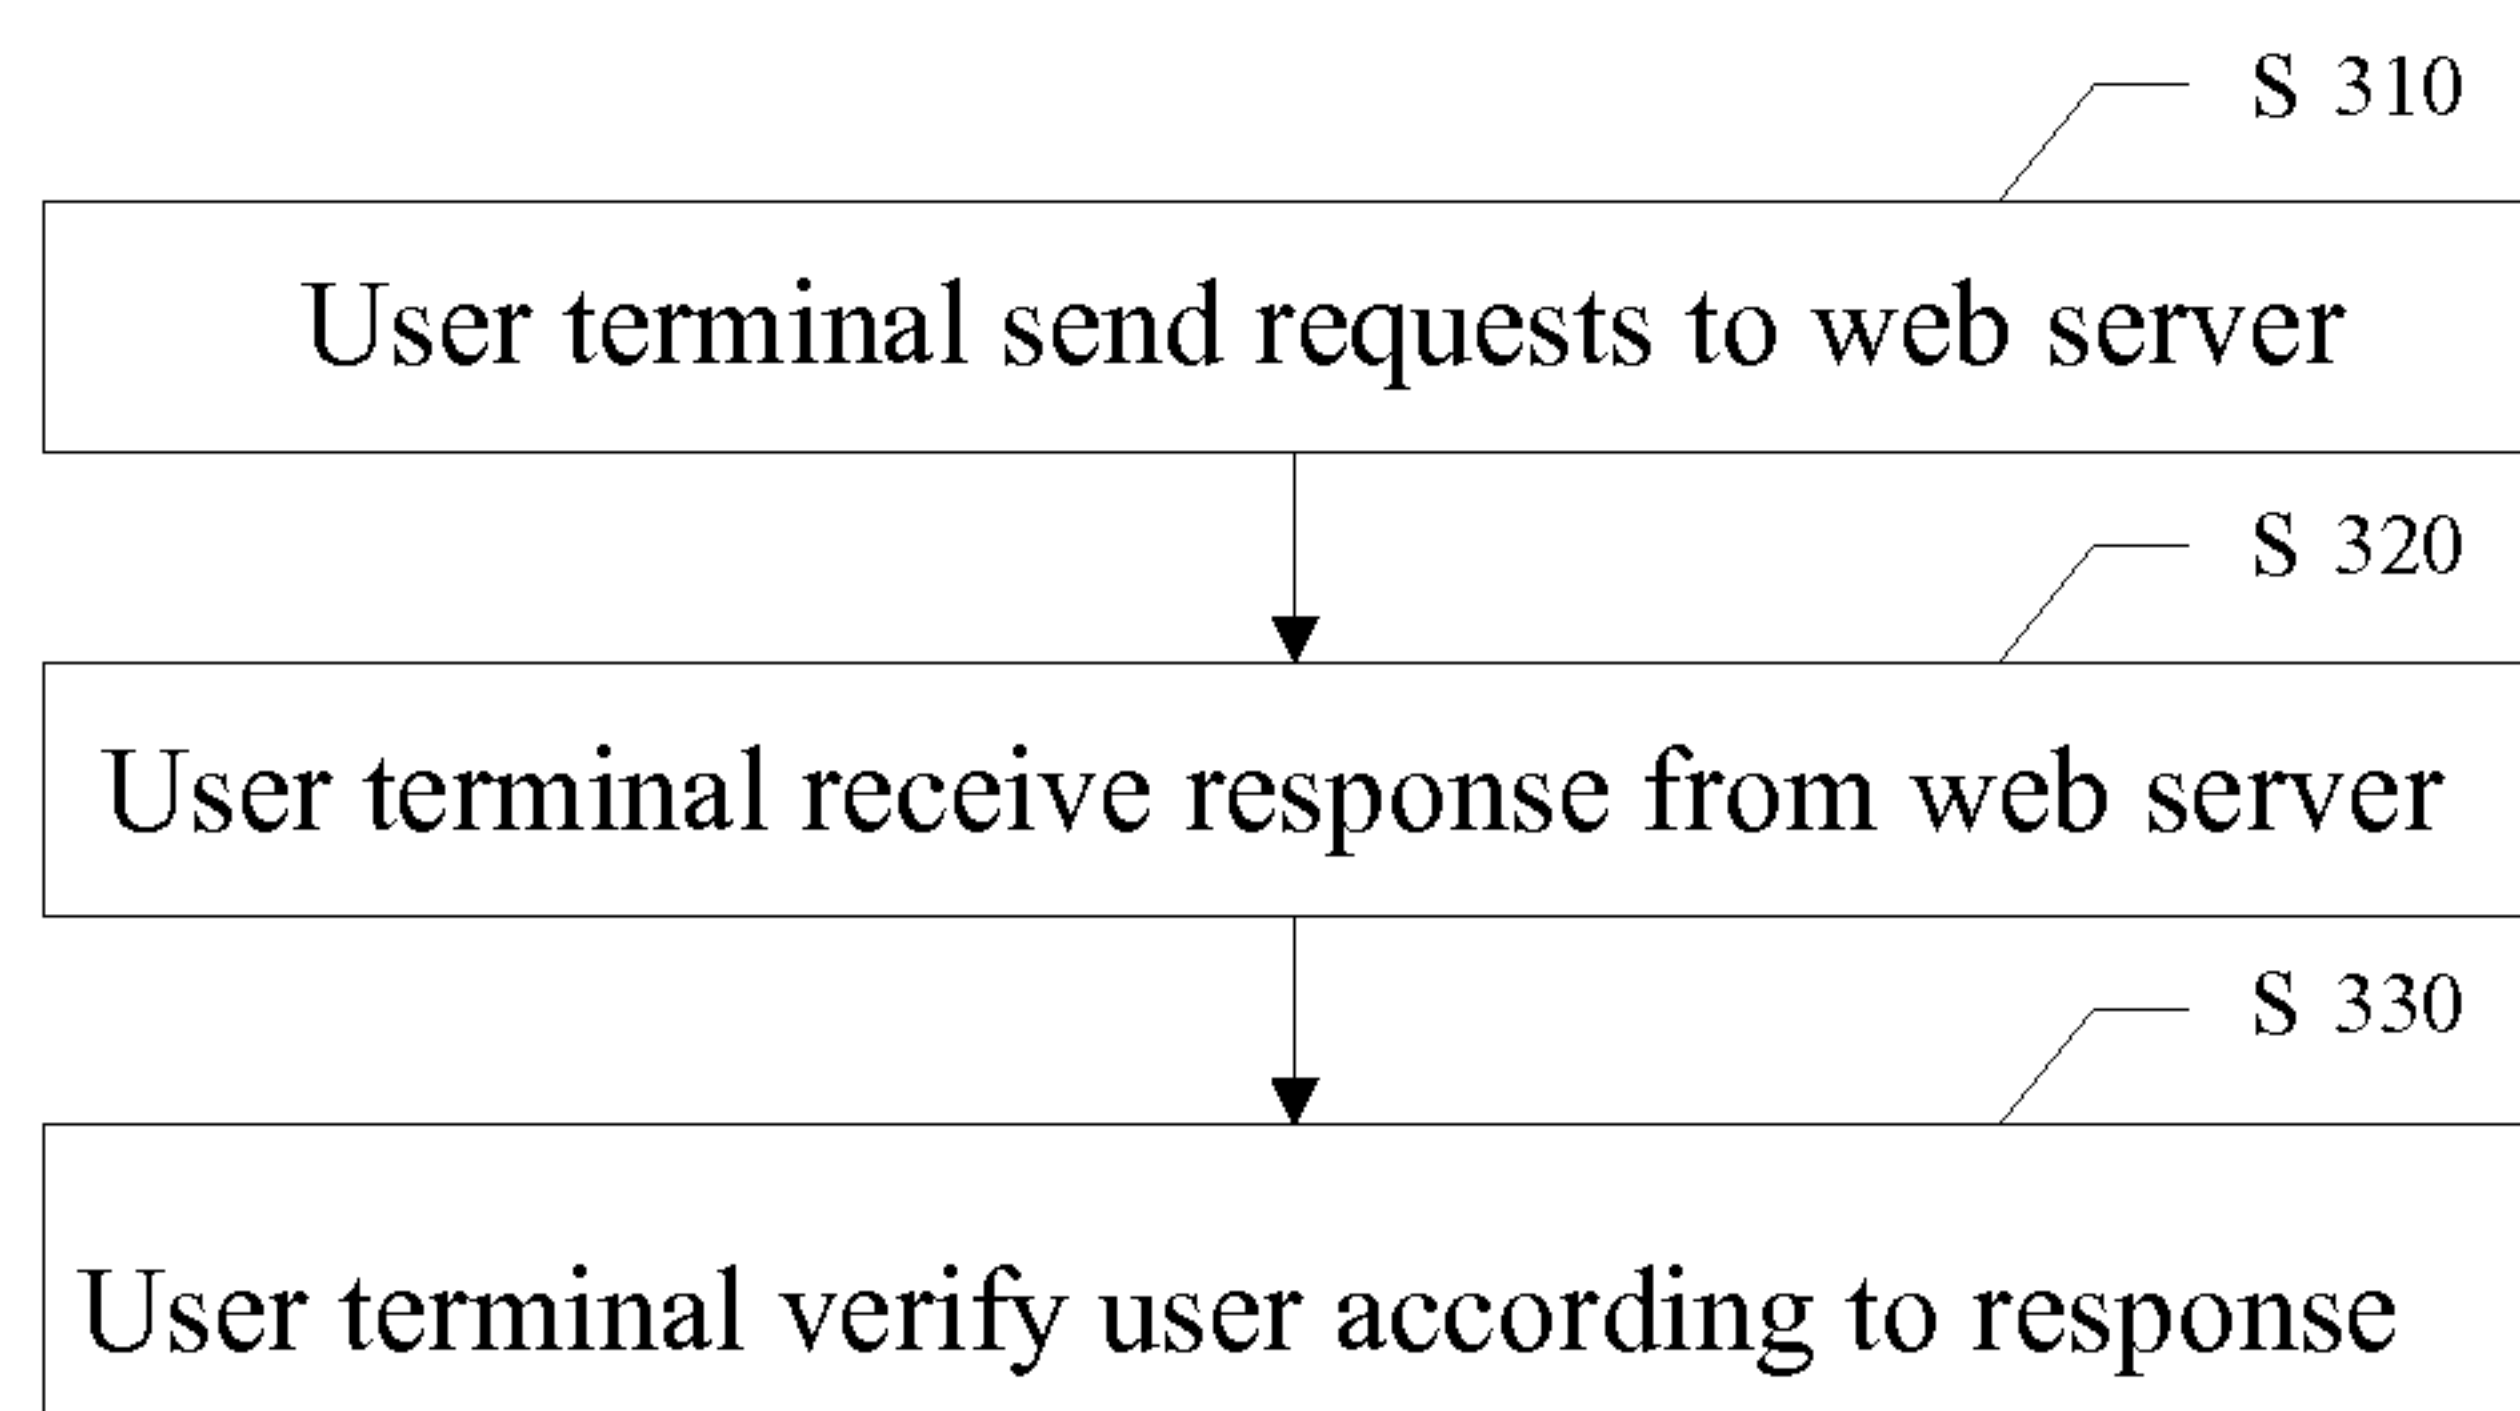 S 310
User terminal send requests to web server
S 320
User terminal receive response from web server
S 330
User terminal verify user according to response